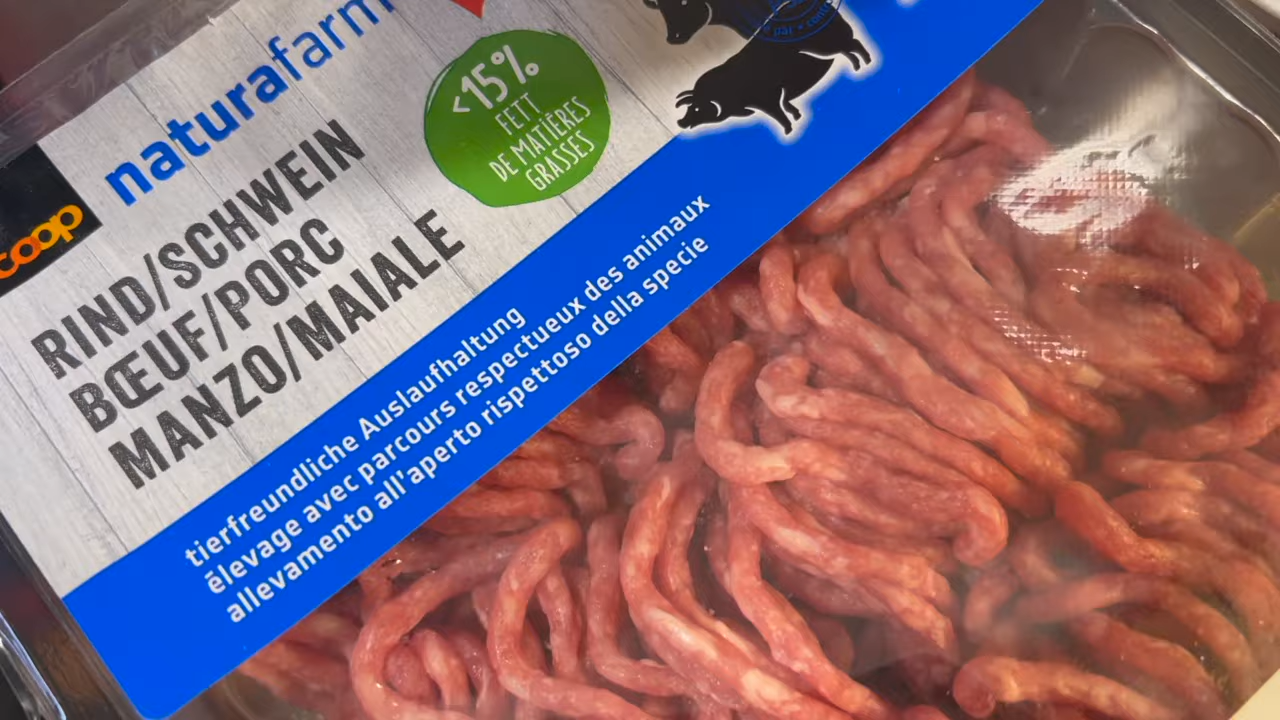 coop
naturafarm
RIND/SCHWEIN
BŒUF/PORC
MANZO/MAIALE
<15%
FETT
DE MATIÈRES
GRASSES
tierfreundliche Auslaufhaltung
élevage avec parcours respectueux des animaux
allevamento all'aperto rispettoso della specie